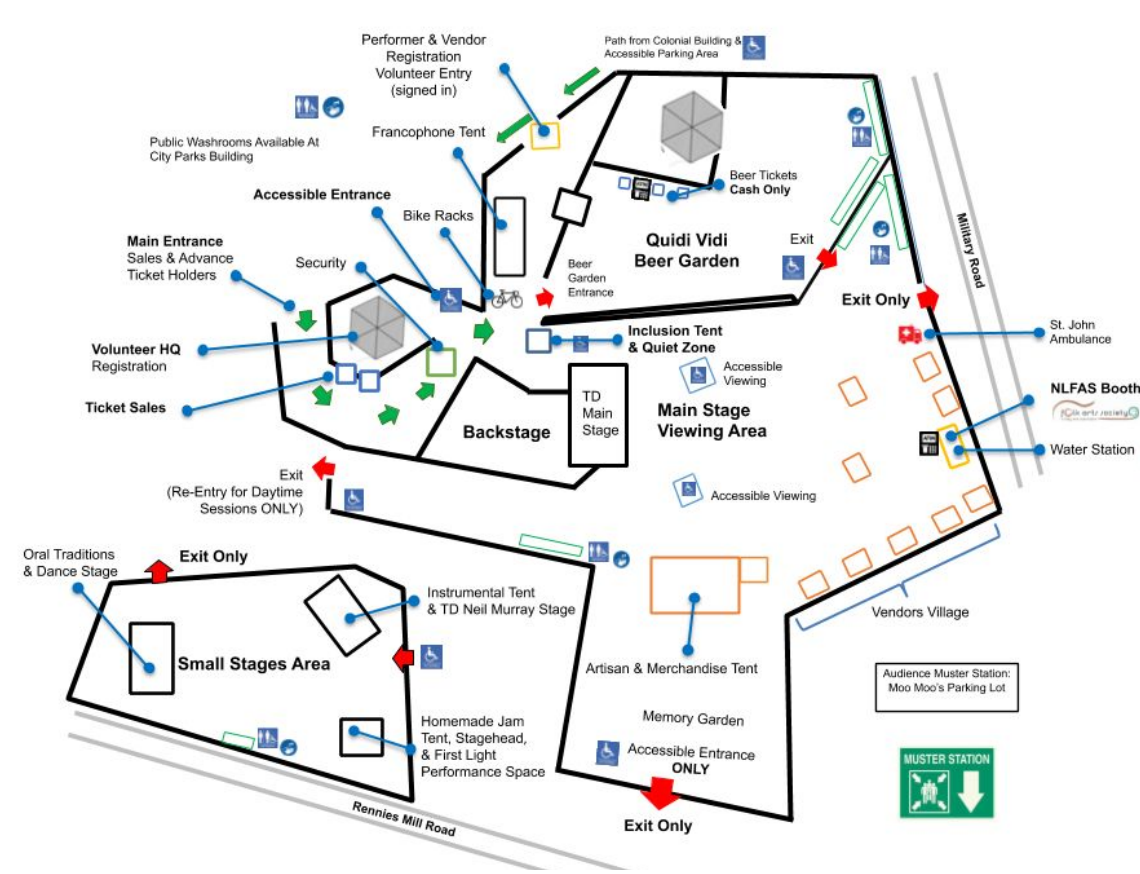 Performer & Vendor
Registration
Volunteer Entry
(signed in)
Path from Colonial Building &
Accessible Parking Area
Public Washrooms Available At
City Parks Building
Francophone Tent
Accessible Entrance
Bike Racks
Main Entrance
Sales & Advance
Ticket Holders
Security
Volunteer HQ
Registration
Ticket Sales
Beer Tickets
Cash Only
Quidi Vidi
Beer Garden
Exit
Beer
Garden
Entrance
Military Road
Exit Only
St. John
Ambulance
Inclusion Tent
& Quiet Zone
Accessible
Viewing
TD
Main
Stage
Main Stage
Viewing Area
Backstage
NLFAS Booth
folk arts society
ATM
Water Station
Exit
(Re-Entry for Daytime
Sessions ONLY)
Accessible Viewing
Oral Traditions
& Dance Stage
Exit Only
Instrumental Tent
& TD Neil Murray Stage
Vendors Village
Small Stages Area
Artisan & Merchandise Tent
Audience Muster Station:
Moo Moo's Parking Lot
Homemade Jam
Tent, Stagehead,
& First Light
Performance Space
Memory Garden
Accessible Entrance
ONLY
MUSTER STATION
Rennies Mill Road
Exit Only